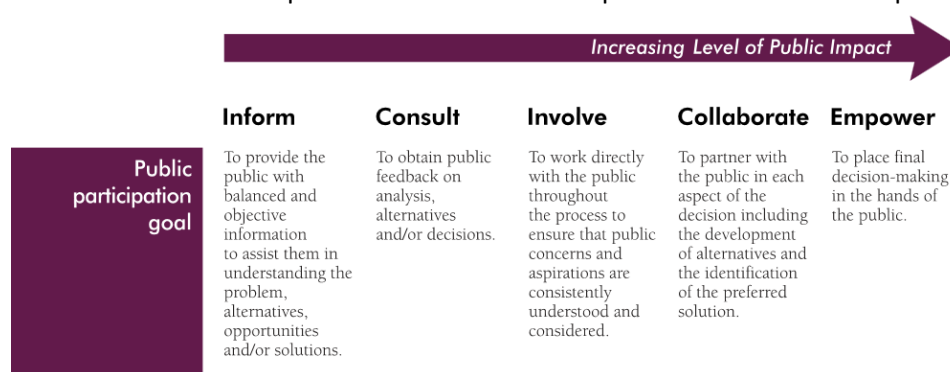 Increasing Level of Public Impact
Inform
Consult
Involve
Collaborate
Empower
Public
participation
goal
To provide the
public with
balanced and
objective
information
to assist them in
understanding the
problem,
alternatives,
opportunities
and/or solutions.
To obtain public
feedback on
analysis,
alternatives
and/or decisions.
To work directly
with the public
throughout
the process to
ensure that public
concerns and
aspirations are
consistently
understood and
considered.
To partner with
the public in each
aspect of the
decision including
the development
of alternatives and
the identification
of the preferred
solution.
To place final
decision-making
in the hands of
the public.